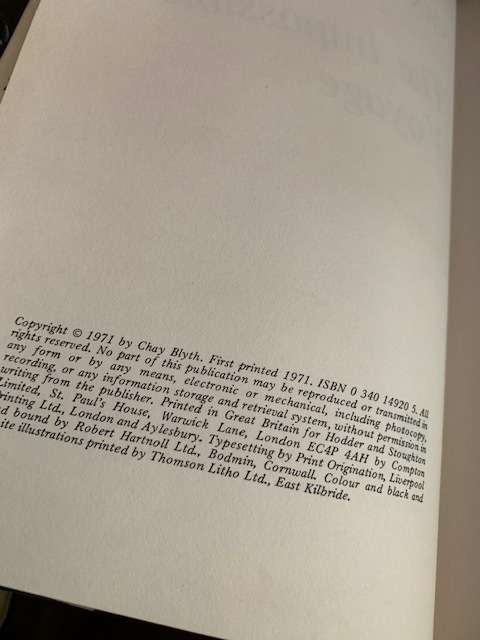 Copyright © 1971 by Chay Blyth. First printed 1971. ISBN 0 340 14920 5. All
rights reserved. No part of this publication may be reproduced or transmitted in
any form or by any means, electronic or mechanical, including photocopy,
recording, or any information storage and retrieval system, without permission in
writing from the publisher. Printed in Great Britain for Hodder and Stoughton
Limited, St. Paul's House, Warwick Lane, London EC4P 4AH by Compton
rinting Ltd., London and Aylesbury. Typesetting by Print Origination, Liverpool
d bound by Robert Hartnoll Ltd., Bodmin, Cornwall. Colour and black and
ite illustrations printed by Thomson Litho Ltd., East Kilbride.